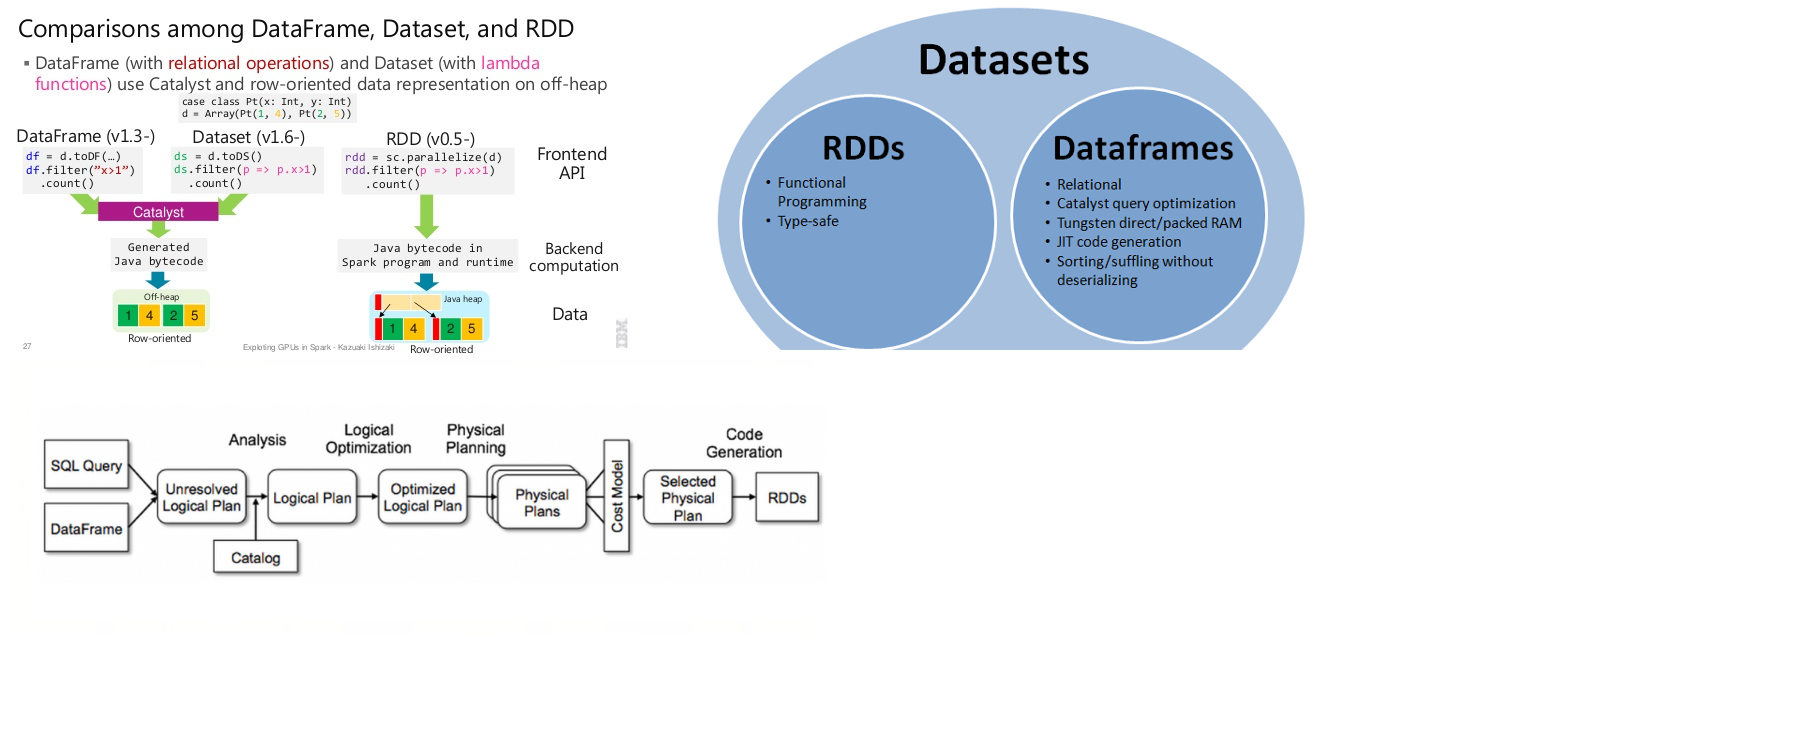 Comparisons among DataFrame, Dataset, and RDD
▪ DataFrame (with relational operations) and Dataset (with lambda
functions) use Catalyst and row-oriented data representation on off-heap
case class Pt(x: Int, y: Int)
d = Array(Pt(1, 4), Pt(2, 5))
DataFrame (v1.3-)
df = d.toDF(…)
df.filter(”x>1”)
.count()
Dataset (v1.6-)
ds = d.toDS()
ds.filter(p => p.x>1)
.count()
RDD (v0.5-)
rdd = sc.parallelize(d)
rdd.filter(p => p.x>1)
.count()
Frontend
API
Catalyst
Generated
Java bytecode
Java bytecode in
Spark program and runtime
Backend
computation
Off-heap
1 4 2 5
Row-oriented
Java heap
1 4 2 5
Row-oriented
Data
27
Exploting GPUs in Spark - Kazuaki Ishizaki
IBM
Datasets
RDDs
• Functional
Programming
• Type-safe
Dataframes
• Relational
• Catalyst query optimization
• Tungsten direct/packed RAM
• JIT code generation
• Sorting/suffling without
deserializing
SQL Query
DataFrame
Unresolved
Logical Plan
Analysis
Catalog
Logical Plan
Logical
Optimization
Optimized
Logical Plan
Physical
Planning
Physical
Plans
Cost Model
Selected
Physical
Plan
Code
Generation
RDDs